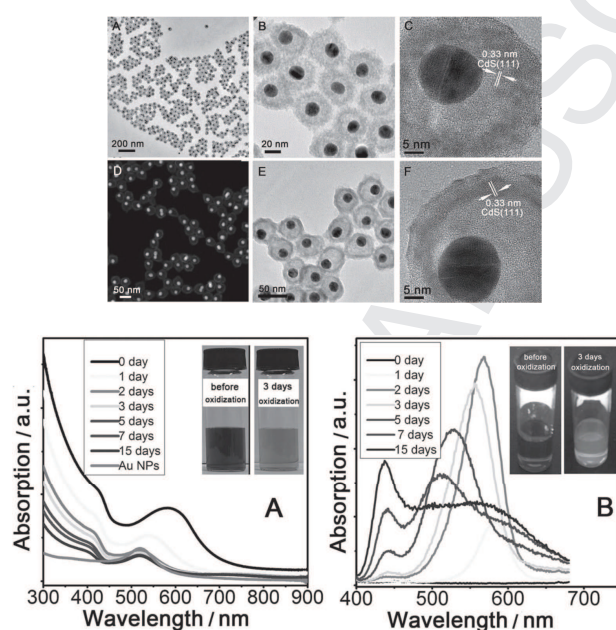 A
200 nm
B
20 nm
C
0.33 nm
CdS(111)
5 nm
D
50 nm
E
50 nm
F
0.33 nm
CdS(111)
5 nm
Absorption / a.u.
0 day
1 day
2 days
3 days
5 days
7 days
15 days
Au NPs
before
oxidization
3 days
oxidization
A
300 400 500 600 700 800 900
Wavelength / nm
Absorption / a.u.
0 day
1 day
2 days
3 days
5 days
7 days
15 days
before
oxidization
3 days
oxidization
B
400 500 600 700
Wavelength / nm